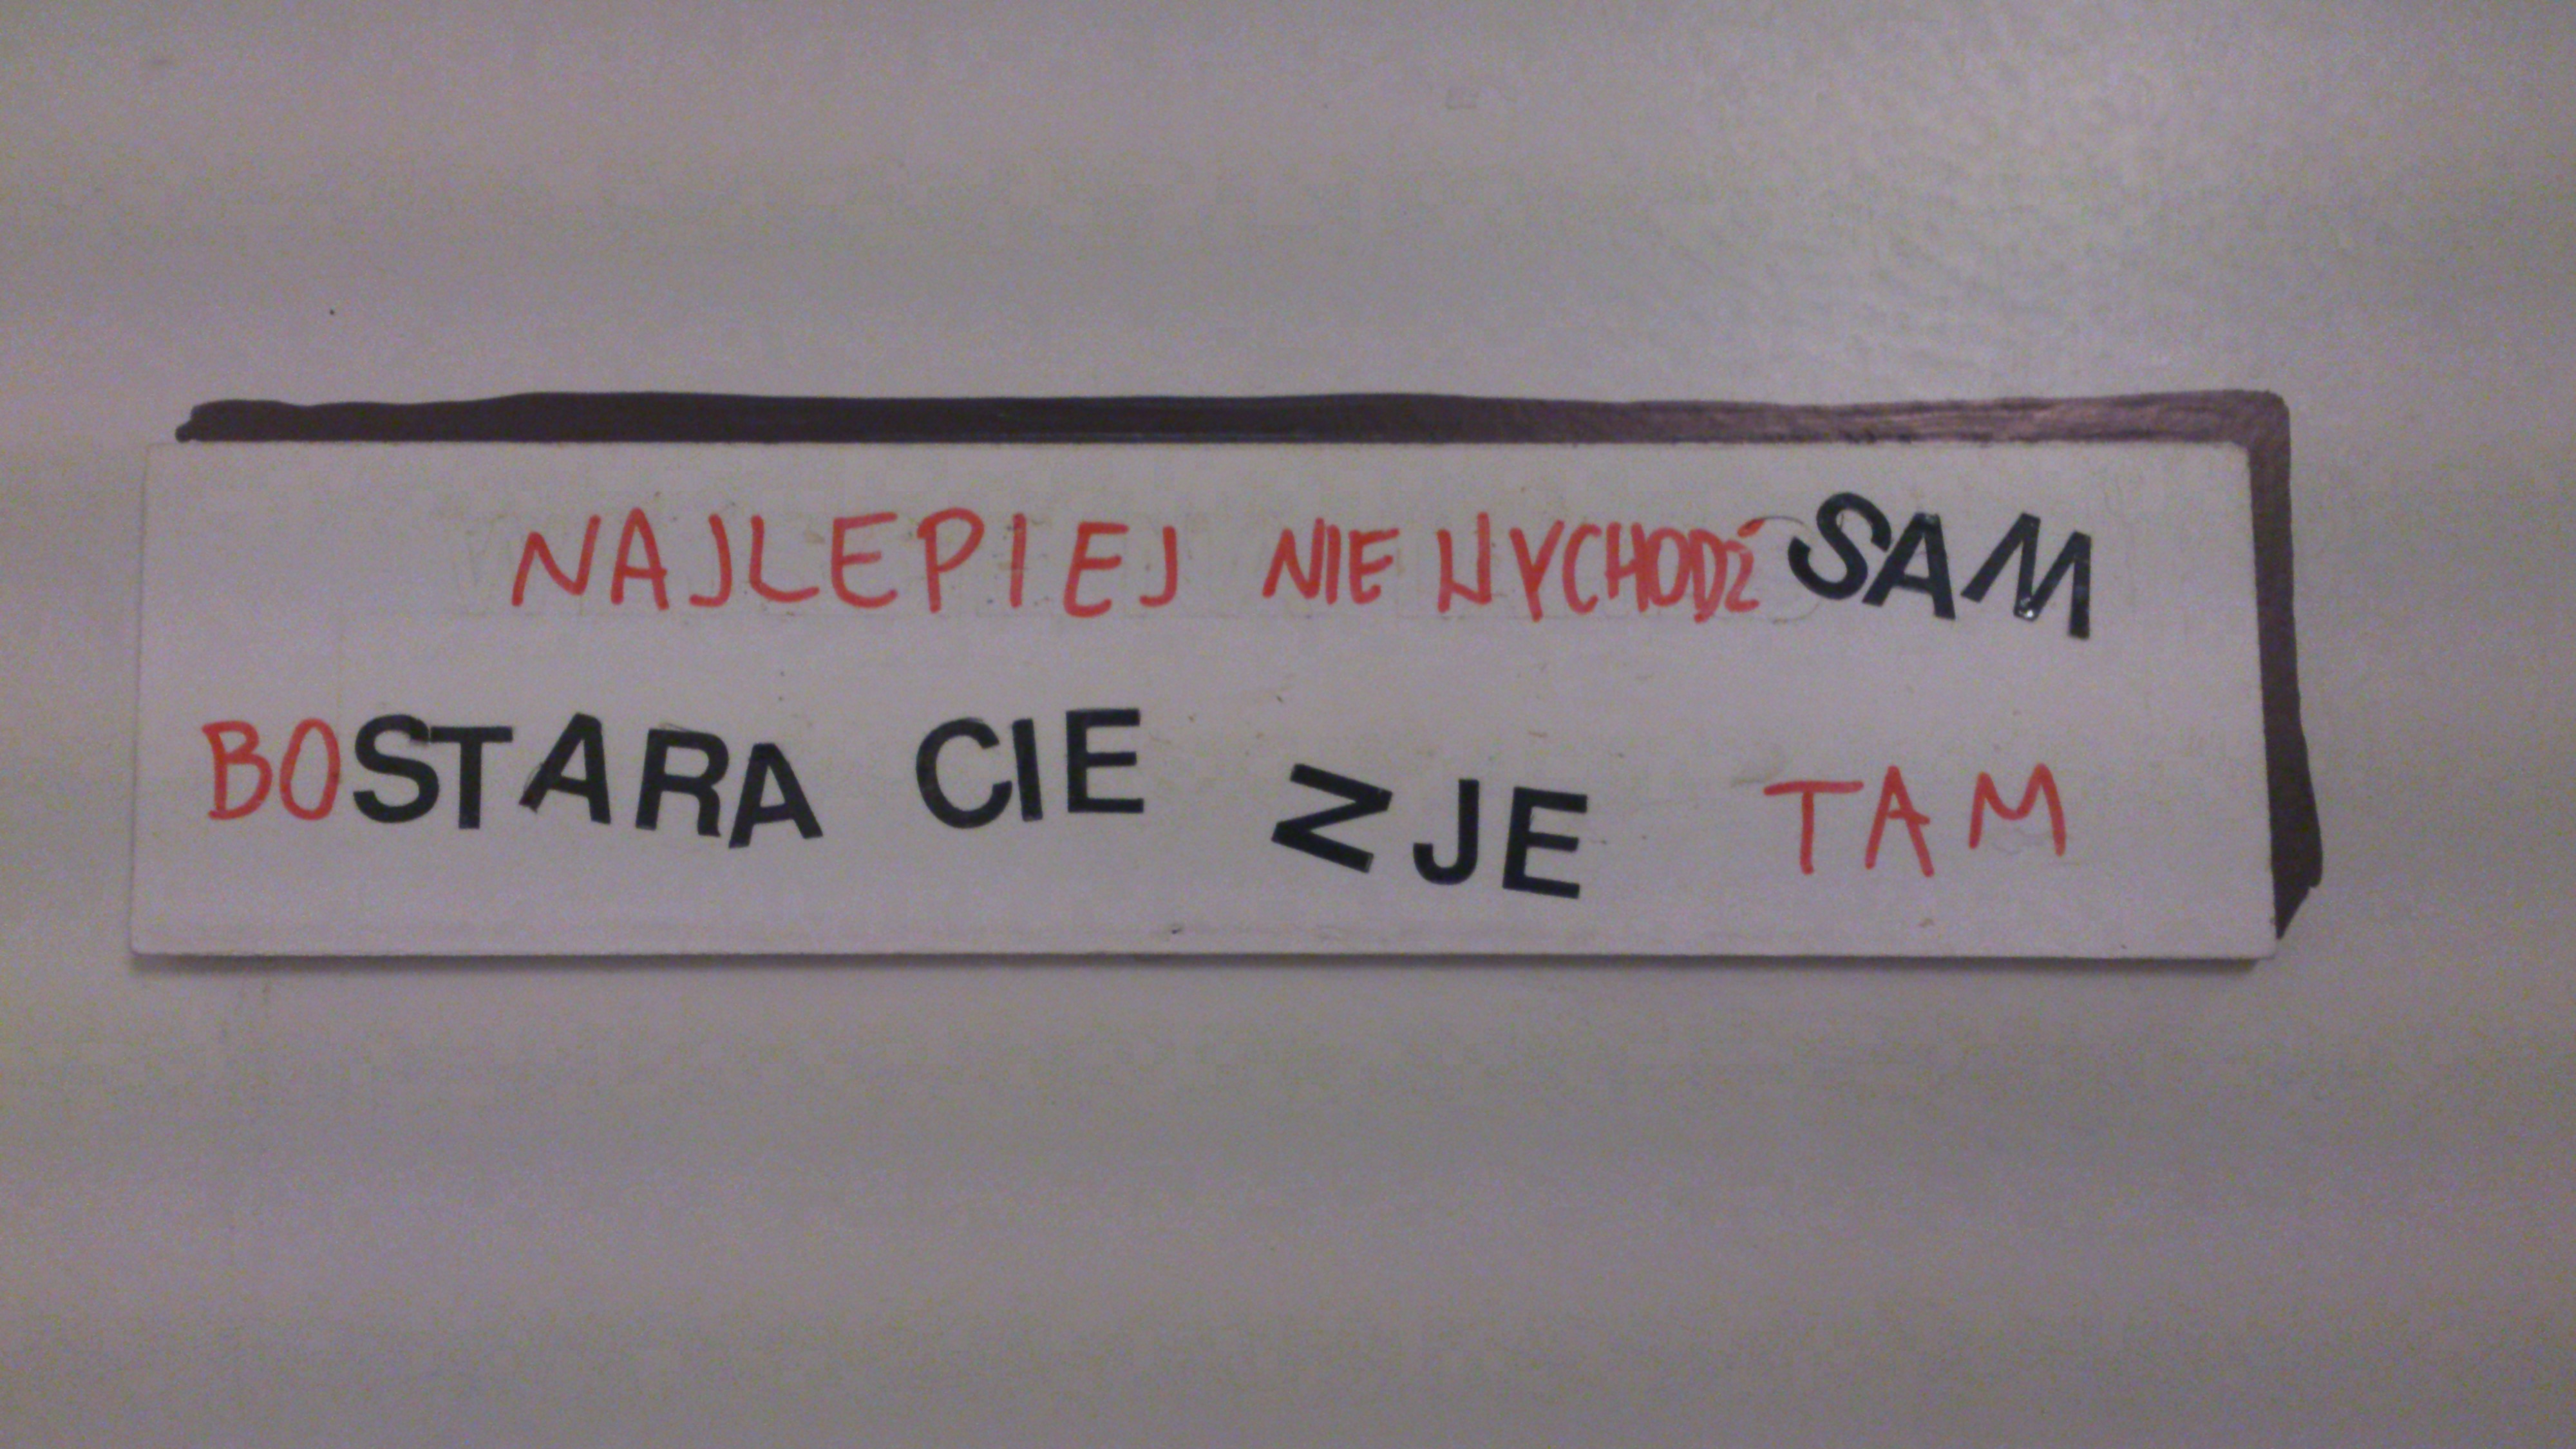 NAJLEPIEJ NIE WYCHODŹ SAM
BO STARA CIE ZJE TAM